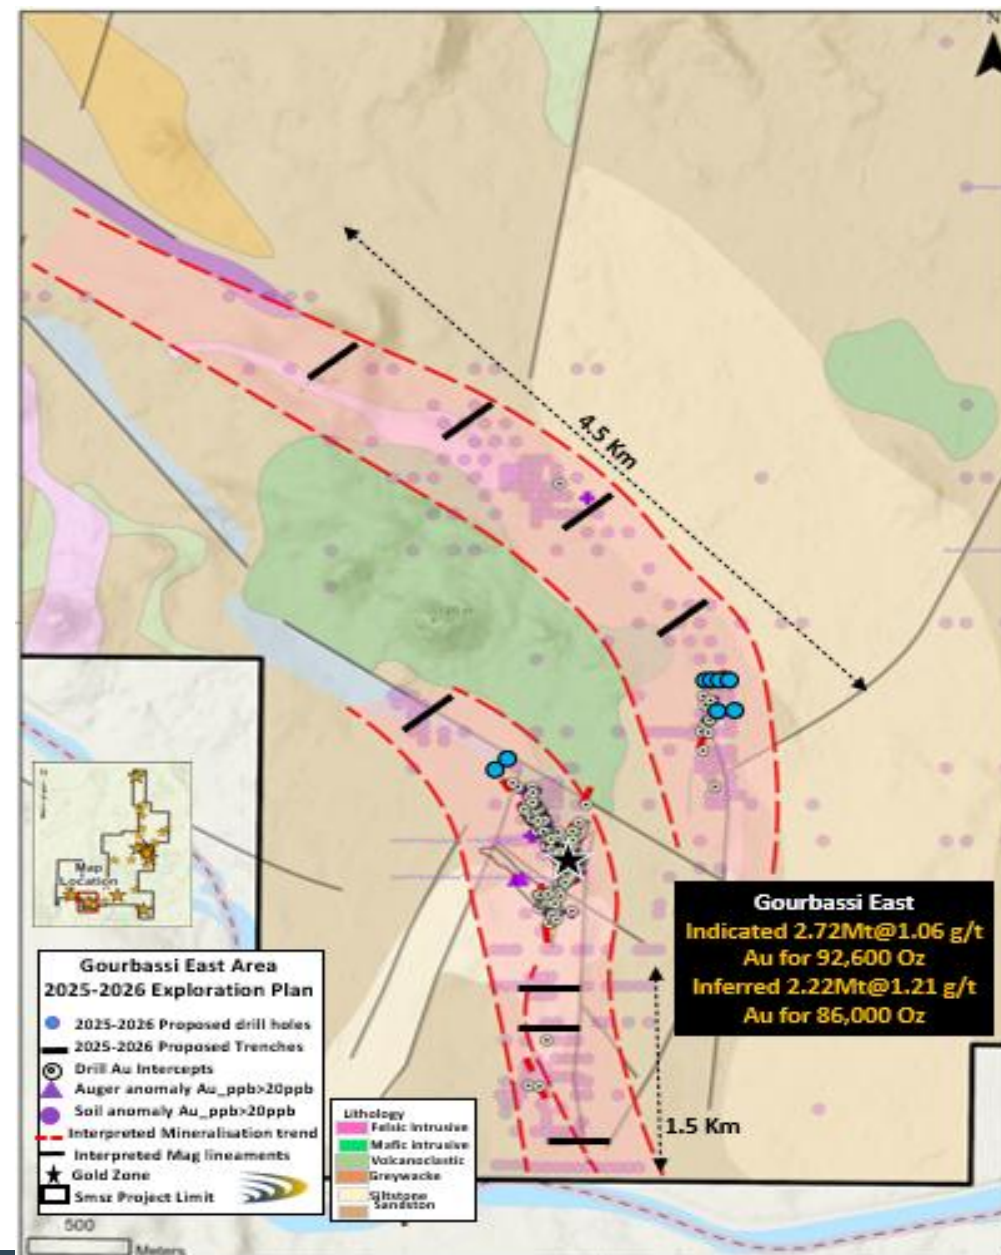 N
4.5 Km
Map
Location
Gourbassi East
Indicated 2.72Mt@1.06 g/t
Au for 92,600 Oz
Inferred 2.22Mt@1.21 g/t
Au for 86,000 Oz
1.5 Km
Gourbassi East Area
2025-2026 Exploration Plan
2025-2026 Proposed drill holes
2025-2026 Proposed Trenches
Drill Au Intercepts
Auger anomaly Au_ppb>20ppb
Soil anomaly Au_ppb>20ppb
Interpreted Mineralisation trend
Interpreted Mag lineaments
Gold Zone
Smsz Project Limit
Lithology
Felsic Intrusive
Mafic intrusive
Volcanoclastic
Greywacke
Siltstone
Sandston
500
Meters